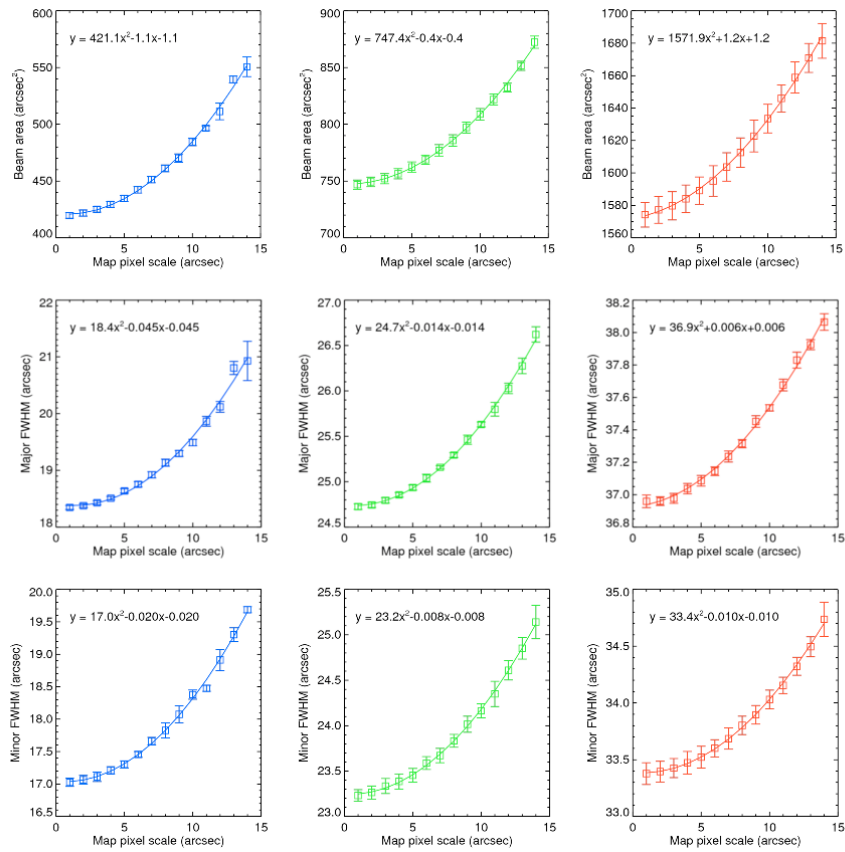 600
550
500
450
400
Beam area (arcsec²)
y = 421.1x²-1.1x-1.1
0 5 10 15
Map pixel scale (arcsec)
900
850
800
750
700
Beam area (arcsec²)
y = 747.4x²-0.4x-0.4
0 5 10 15
Map pixel scale (arcsec)
1700
1680
1660
1640
1620
1600
1580
1560
Beam area (arcsec²)
y = 1571.9x²+1.2x+1.2
0 5 10 15
Map pixel scale (arcsec)
22
21
20
19
18
Major FWHM (arcsec)
y = 18.4x²-0.045x-0.045
0 5 10 15
Map pixel scale (arcsec)
27.0
26.5
26.0
25.5
25.0
24.5
Major FWHM (arcsec)
y = 24.7x²-0.014x-0.014
0 5 10 15
Map pixel scale (arcsec)
38.2
38.0
37.8
37.6
37.4
37.2
37.0
36.8
Major FWHM (arcsec)
y = 36.9x²+0.006x+0.006
0 5 10 15
Map pixel scale (arcsec)
20.0
19.5
19.0
18.5
18.0
17.5
17.0
16.5
Minor FWHM (arcsec)
y = 17.0x²-0.020x-0.020
0 5 10 15
Map pixel scale (arcsec)
25.5
25.0
24.5
24.0
23.5
23.0
Minor FWHM (arcsec)
y = 23.2x²-0.008x-0.008
0 5 10 15
Map pixel scale (arcsec)
35.0
34.5
34.0
33.5
33.0
Minor FWHM (arcsec)
y = 33.4x²-0.010x-0.010
0 5 10 15
Map pixel scale (arcsec)